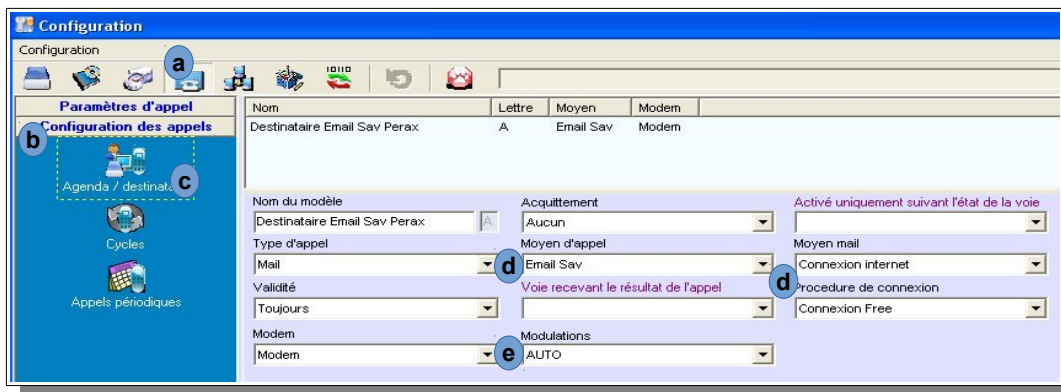 Configuration
Configuration
a
10110
Paramètres d'appel
Nom Lettre Moyen Modem
b Configuration des appels
Destinataire Email Sav Perax A Email Sav Modem
Agenda / c
Nom du modèle Acquittement Activé uniquement suivant l'état de la voie
Destinataire Email Sav Perax A Aucun
Cycles
Type d'appel Moyen d'appel Moyen mail
Mail d Email Sav Connexion internet
Appels périodiques
Validité Voie recevant le résultat de l'appel d Procedure de connexion
Toujours Connexion Free
Modem Modulations
Modem e AUTO